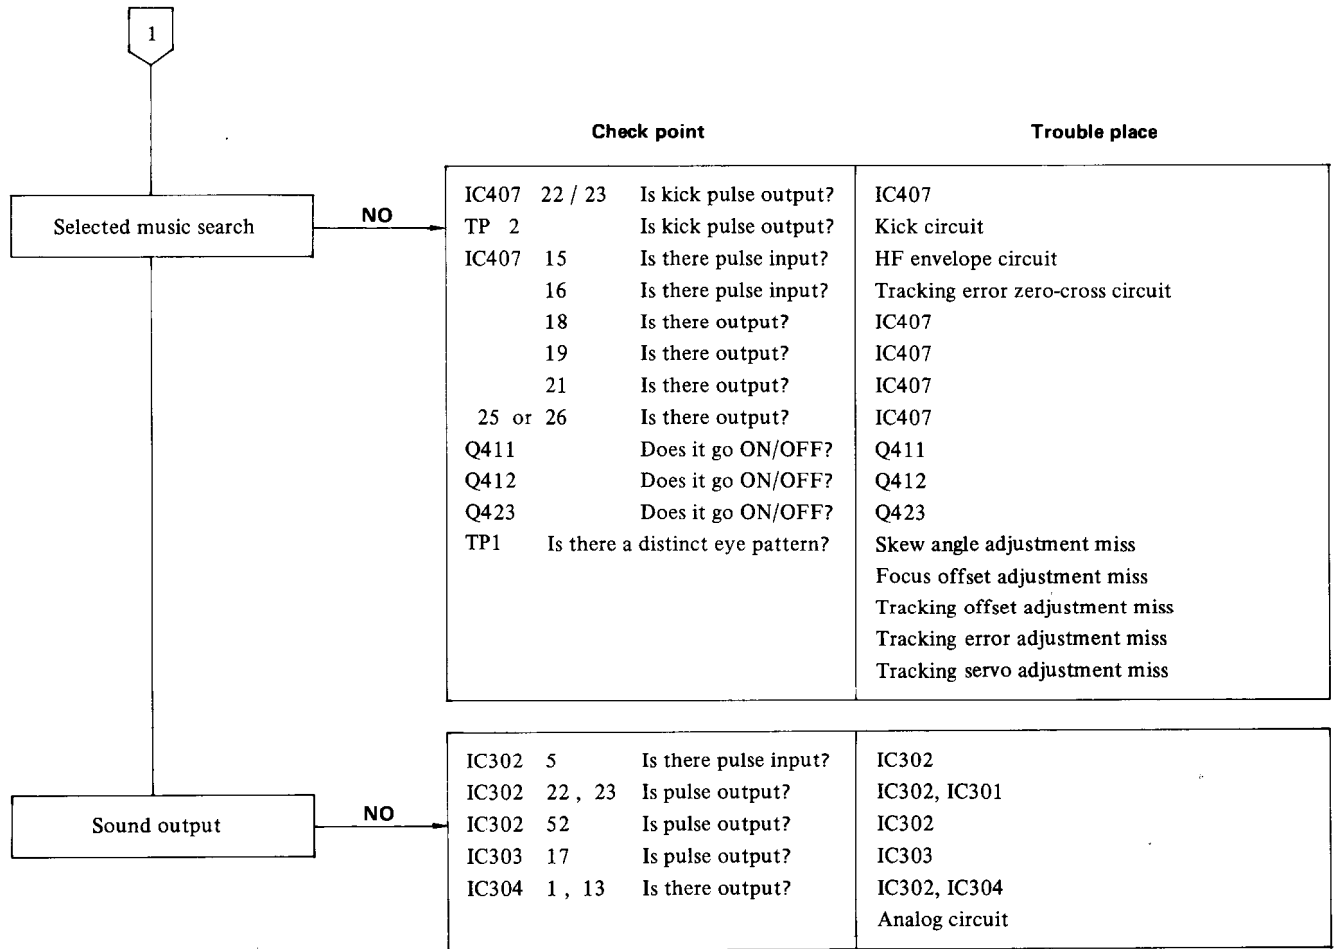 1
Check point Trouble place
Selected music search NO
IC407 22 / 23 Is kick pulse output? IC407
TP 2 Is kick pulse output? Kick circuit
IC407 15 Is there pulse input? HF envelope circuit
16 Is there pulse input? Tracking error zero-cross circuit
18 Is there output? IC407
19 Is there output? IC407
21 Is there output? IC407
25 or 26 Is there output? IC407
Q411 Does it go ON/OFF? Q411
Q412 Does it go ON/OFF? Q412
Q423 Does it go ON/OFF? Q423
TP1 Is there a distinct eye pattern? Skew angle adjustment miss
Focus offset adjustment miss
Tracking offset adjustment miss
Tracking error adjustment miss
Tracking servo adjustment miss
Sound output NO
IC302 5 Is there pulse input? IC302
IC302 22 , 23 Is pulse output? IC302, IC301
IC302 52 Is pulse output? IC302
IC303 17 Is pulse output? IC303
IC304 1 , 13 Is there output? IC302, IC304
Analog circuit